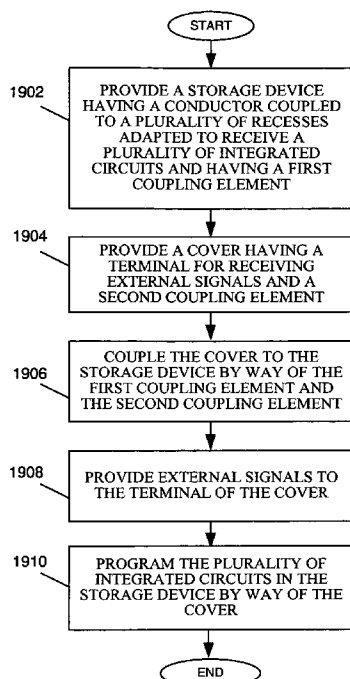 START
1902
PROVIDE A STORAGE DEVICE
HAVING A CONDUCTOR COUPLED
TO A PLURALITY OF RECESSES
ADAPTED TO RECEIVE A
PLURALITY OF INTEGRATED
CIRCUITS AND HAVING A FIRST
COUPLING ELEMENT
1904
PROVIDE A COVER HAVING A
TERMINAL FOR RECEIVING
EXTERNAL SIGNALS AND A
SECOND COUPLING ELEMENT
1906
COUPLE THE COVER TO THE
STORAGE DEVICE BY WAY OF THE
FIRST COUPLING ELEMENT AND
THE SECOND COUPLING ELEMENT
1908
PROVIDE EXTERNAL SIGNALS TO
THE TERMINAL OF THE COVER
1910
PROGRAM THE PLURALITY OF
INTEGRATED CIRCUITS IN THE
STORAGE DEVICE BY WAY OF THE
COVER
END